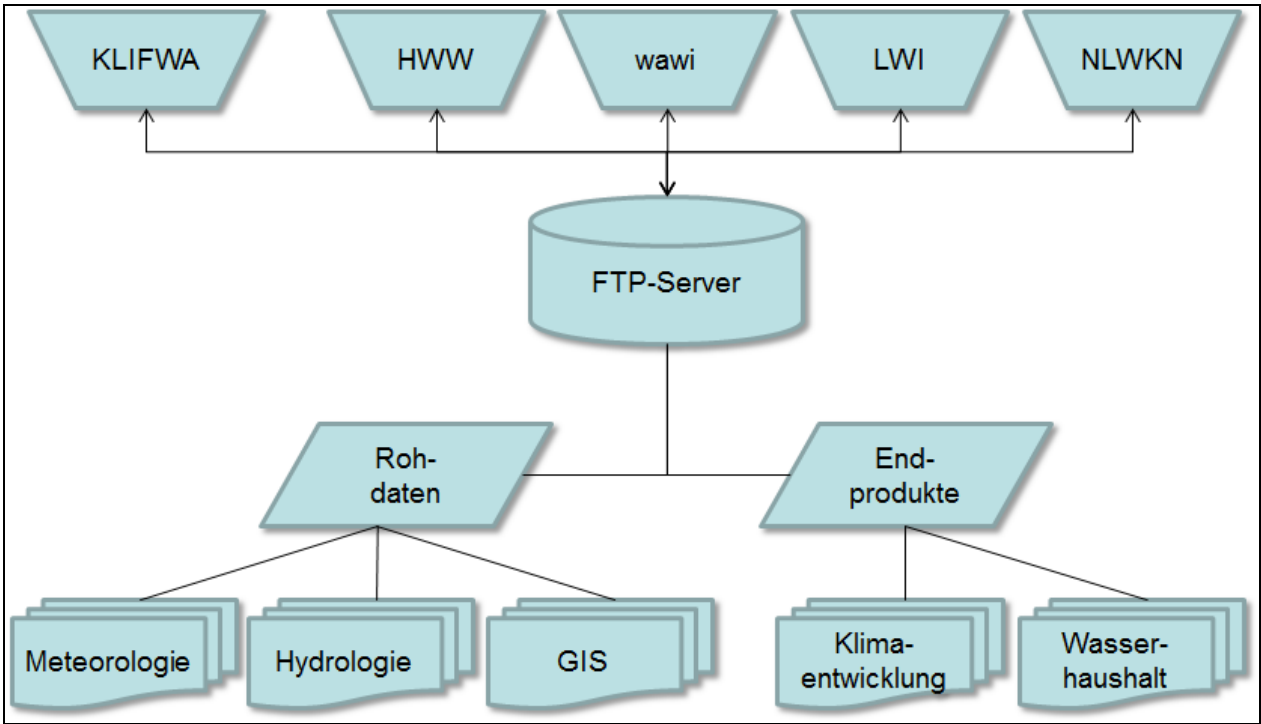 KLIFWA
HWW
wawi
LWI
NLWKN
FTP-Server
Roh-
daten
End-
produkte
Meteorologie
Hydrologie
GIS
Klima-
entwicklung
Wasser-
haushalt